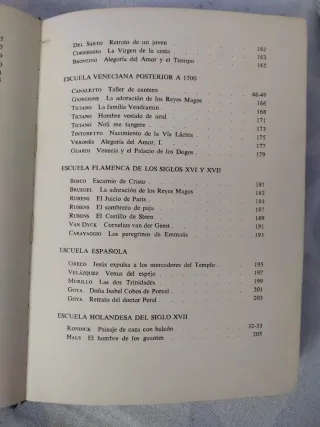 DEL SARTO Retrato de un joven 161
CORREGGIO La Virgen de la cesta 163
BRONZINO Alegoría del Amor y el Tiempo 165
ESCUELA VENECIANA POSTERIOR A 1500
CANALETTO Taller de cantero 48-49
GIORGIONE La adoración de los Reyes Magos 166
TICIANO La familia Vendramin 168
TICIANO Hombre vestido de azul 171
TICIANO Noli me tangere 173
TINTORETTO Nacimiento de la Vía Láctea 175
VERONÉS Alegoría del Amor, I. 177
GUARDI Venecia y el Palacio de los Dogos 179
ESCUELA FLAMENCA DE LOS SIGLOS XVI Y XVII
BOSCO Escarnio de Cristo 181
BRUEGEL La adoración de los Reyes Magos 183
RUBENS El Juicio de Paris 184
RUBENS El sombrero de paja 187
RUBENS El Castillo de Steen 189
VAN DYCK Cornelius van der Geest 191
CARAVAGGIO Los peregrinos de Emmaús 193
ESCUELA ESPAÑOLA
GRECO Jesús expulsa a los mercaderes del Templo 195
VELÁZQUEZ Venus del espejo 197
MURILLO Las dos Trinidades 199
GOYA Doña Isabel Cobos de Porcel 201
GOYA Retrato del doctor Peral 203
ESCUELA HOLANDESA DEL SIGLO XVII
KONINCK Paisaje de caza con halcón 32-33
HALS El hombre de los guantes 205